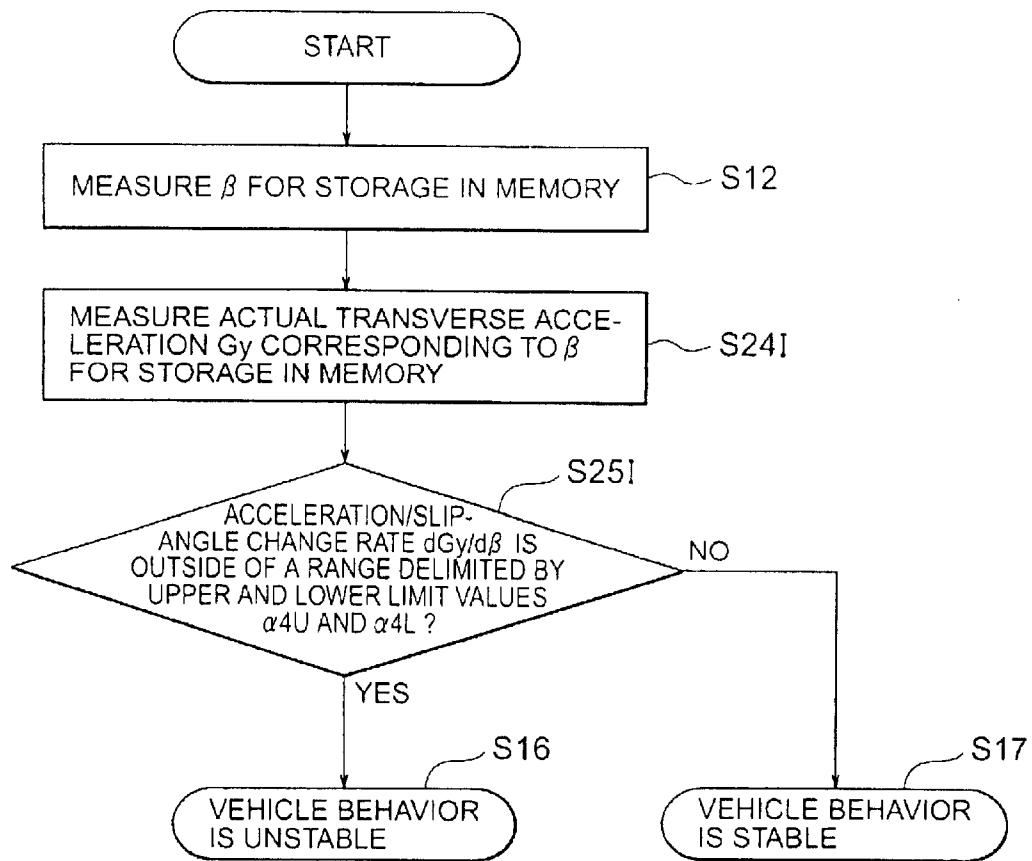 START
MEASURE β FOR STORAGE IN MEMORY
S12
MEASURE ACTUAL TRANSVERSE ACCE-
LERATION Gy CORRESPONDING TO β
FOR STORAGE IN MEMORY
S24I
S25I
ACCELERATION/SLIP-
ANGLE CHANGE RATE dGy/dβ IS
OUTSIDE OF A RANGE DELIMITED BY
UPPER AND LOWER LIMIT VALUES
α4U AND α4L ?
NO
YES
S16
VEHICLE BEHAVIOR
IS UNSTABLE
S17
VEHICLE BEHAVIOR
IS STABLE